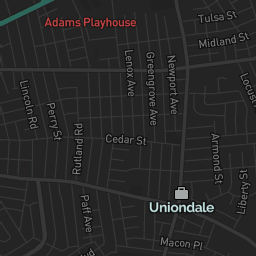 Tulsa St
Adams Playhouse
Midland St
Lenox Ave
Greengrove Ave
Newport Ave
Locust
Lincoln Rd
Perry St
Rutland Rd
Cedar St
Armond St
Liberty St
Uniondale
Paff Ave
Macon Pl